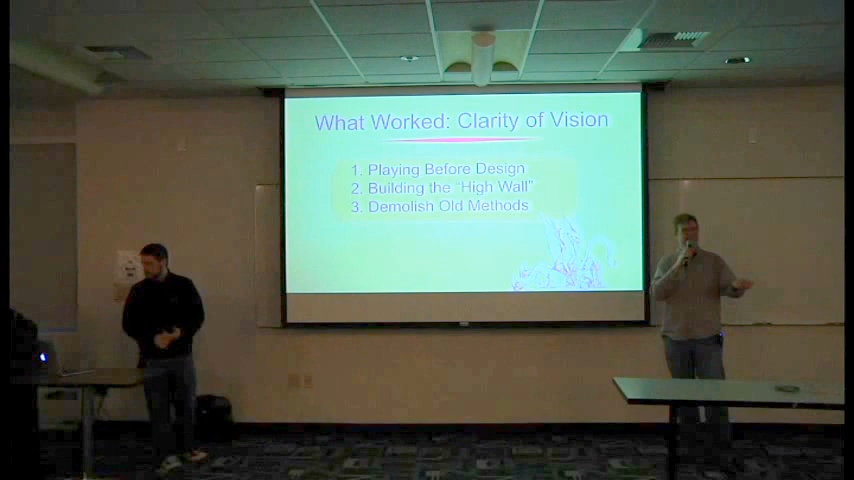 What Worked: Clarity of Vision
1. Playing Before Design
2. Building the "High Wall"
3. Demolish Old Methods